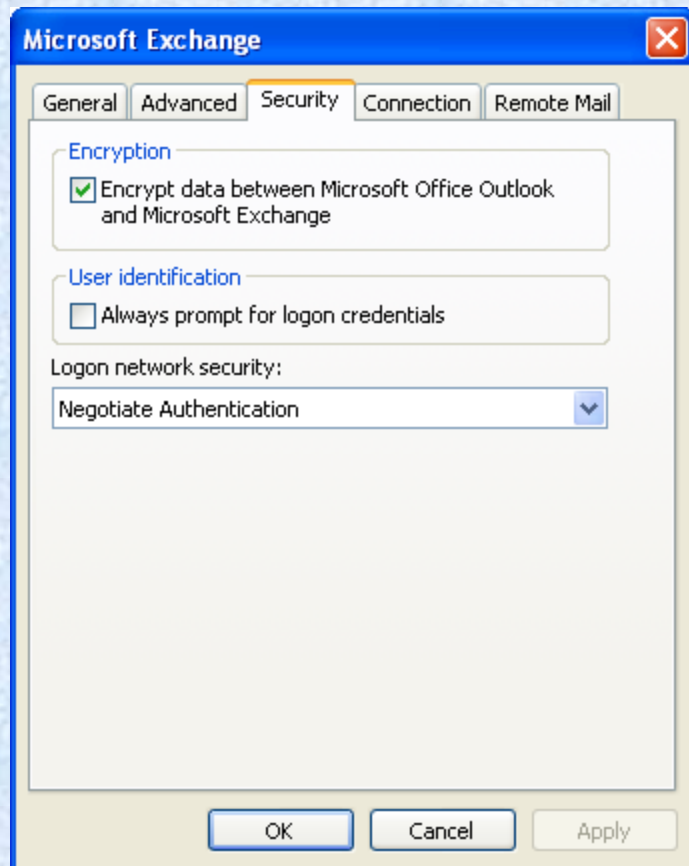 Microsoft Exchange
General Advanced Security Connection Remote Mail
Encryption
Encrypt data between Microsoft Office Outlook
and Microsoft Exchange
User identification
Always prompt for logon credentials
Logon network security:
Negotiate Authentication
OK Cancel Apply